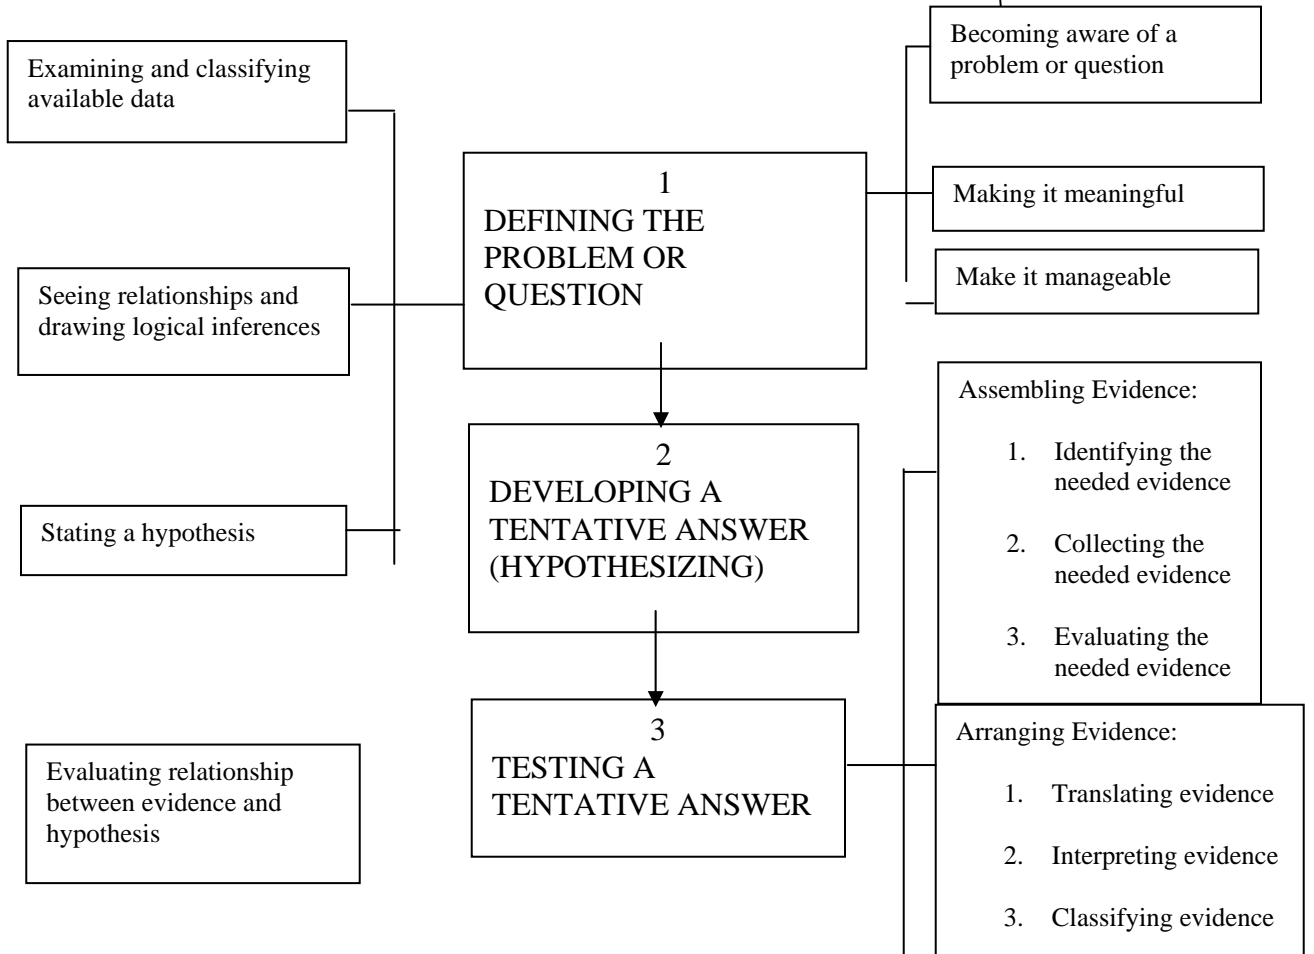 Becoming aware of a
problem or question
Examining and classifying
available data
1
DEFINING THE
PROBLEM OR
QUESTION
Making it meaningful
Make it manageable
Seeing relationships and
drawing logical inferences
Assembling Evidence:
1. Identifying the
needed evidence
2. Collecting the
needed evidence
3. Evaluating the
needed evidence
2
DEVELOPING A
TENTATIVE ANSWER
(HYPOTHESIZING)
Stating a hypothesis
3
TESTING A
TENTATIVE ANSWER
Arranging Evidence:
1. Translating evidence
2. Interpreting evidence
3. Classifying evidence
Evaluating relationship
between evidence and
hypothesis